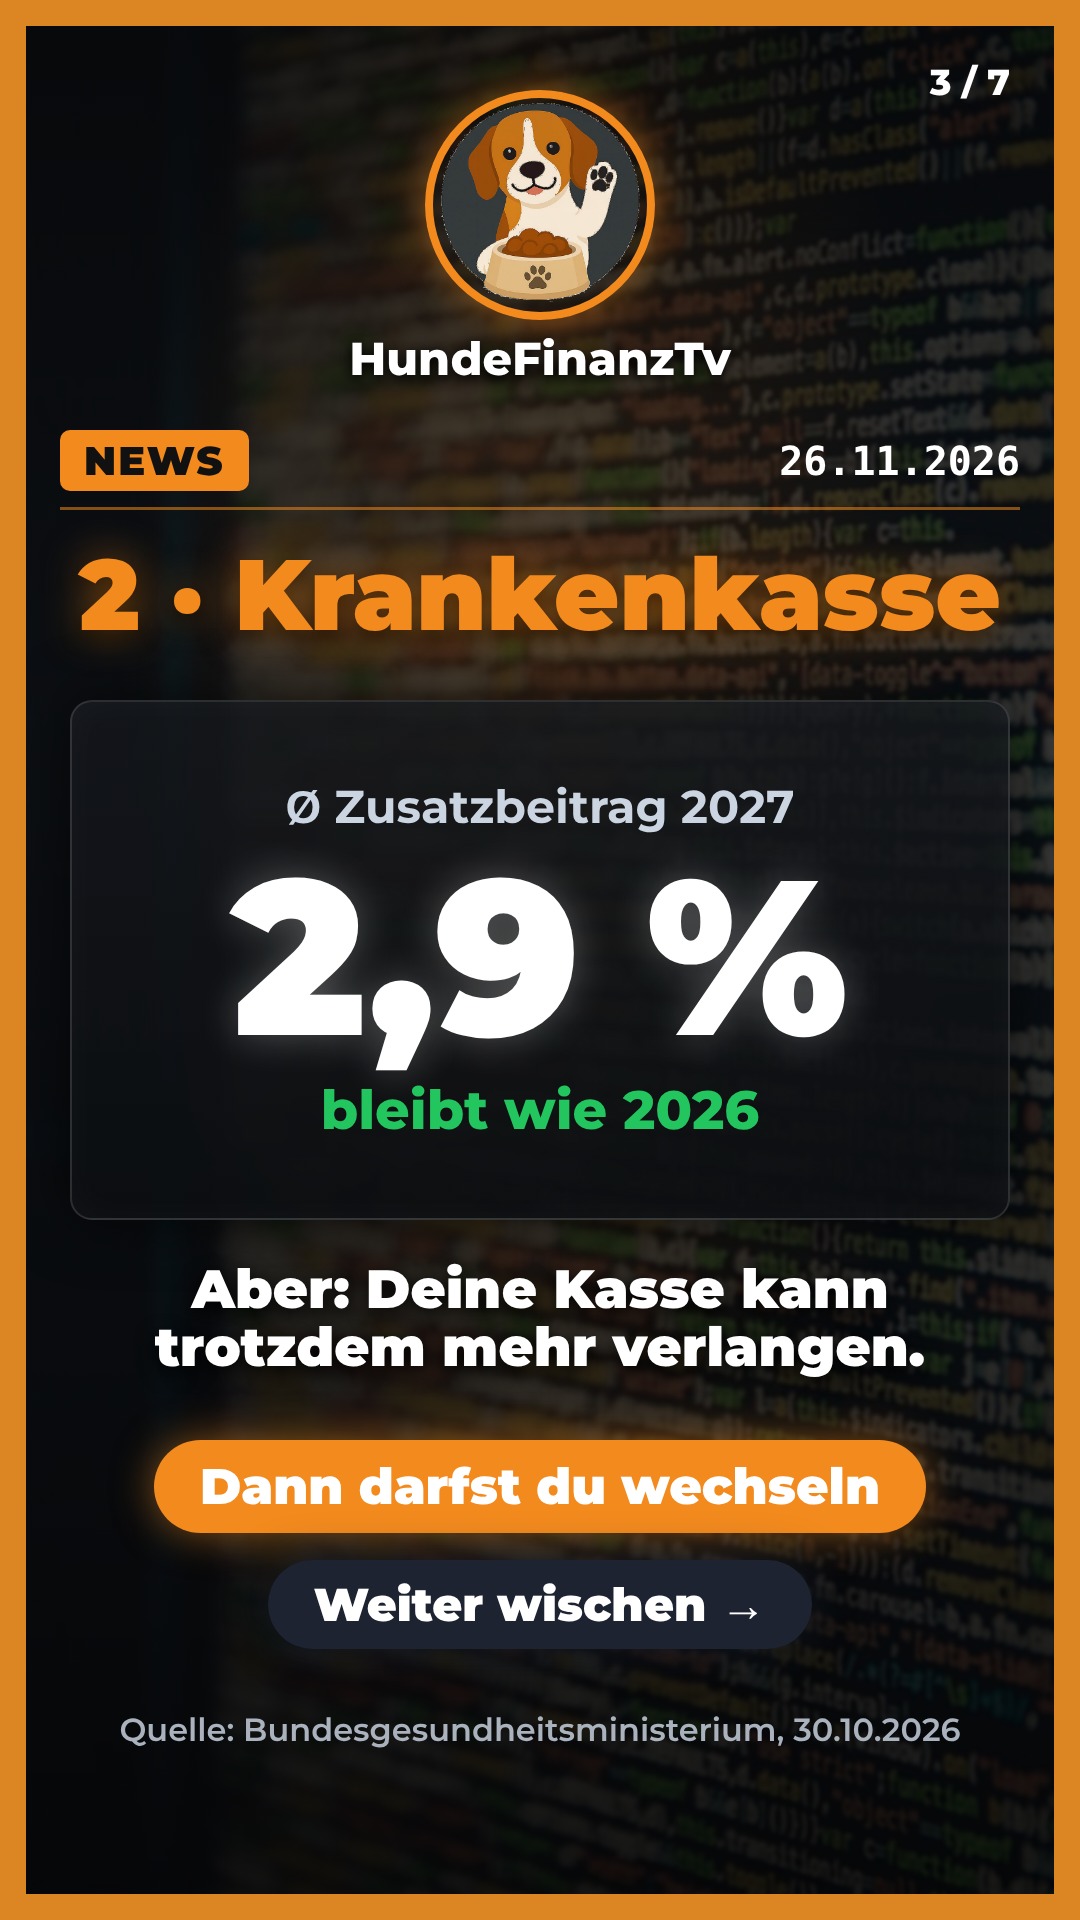 3 / 7
HundeFinanzTv
NEWS
26.11.2026
2 · Krankenkasse
Ø Zusatzbeitrag 2027
2,9 %
bleibt wie 2026
Aber: Deine Kasse kann
trotzdem mehr verlangen.
Dann darfst du wechseln
Weiter wischen →
Quelle: Bundesgesundheitsministerium, 30.10.2026